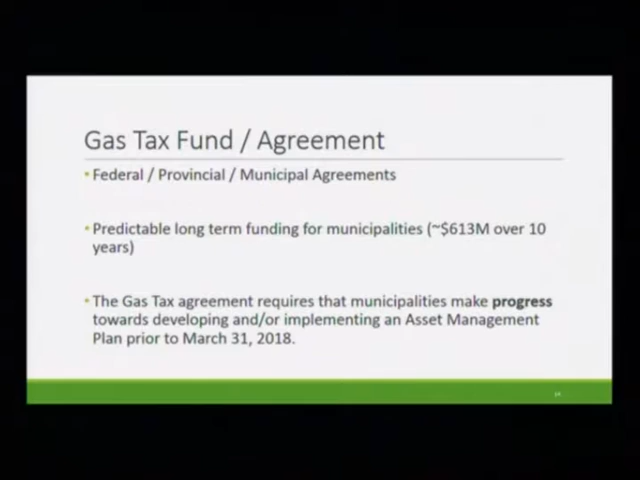 Gas Tax Fund / Agreement
• Federal / Provincial / Municipal Agreements
• Predictable long term funding for municipalities (~$613M over 10
years)
• The Gas Tax agreement requires that municipalities make progress
towards developing and/or implementing an Asset Management
Plan prior to March 31, 2018.